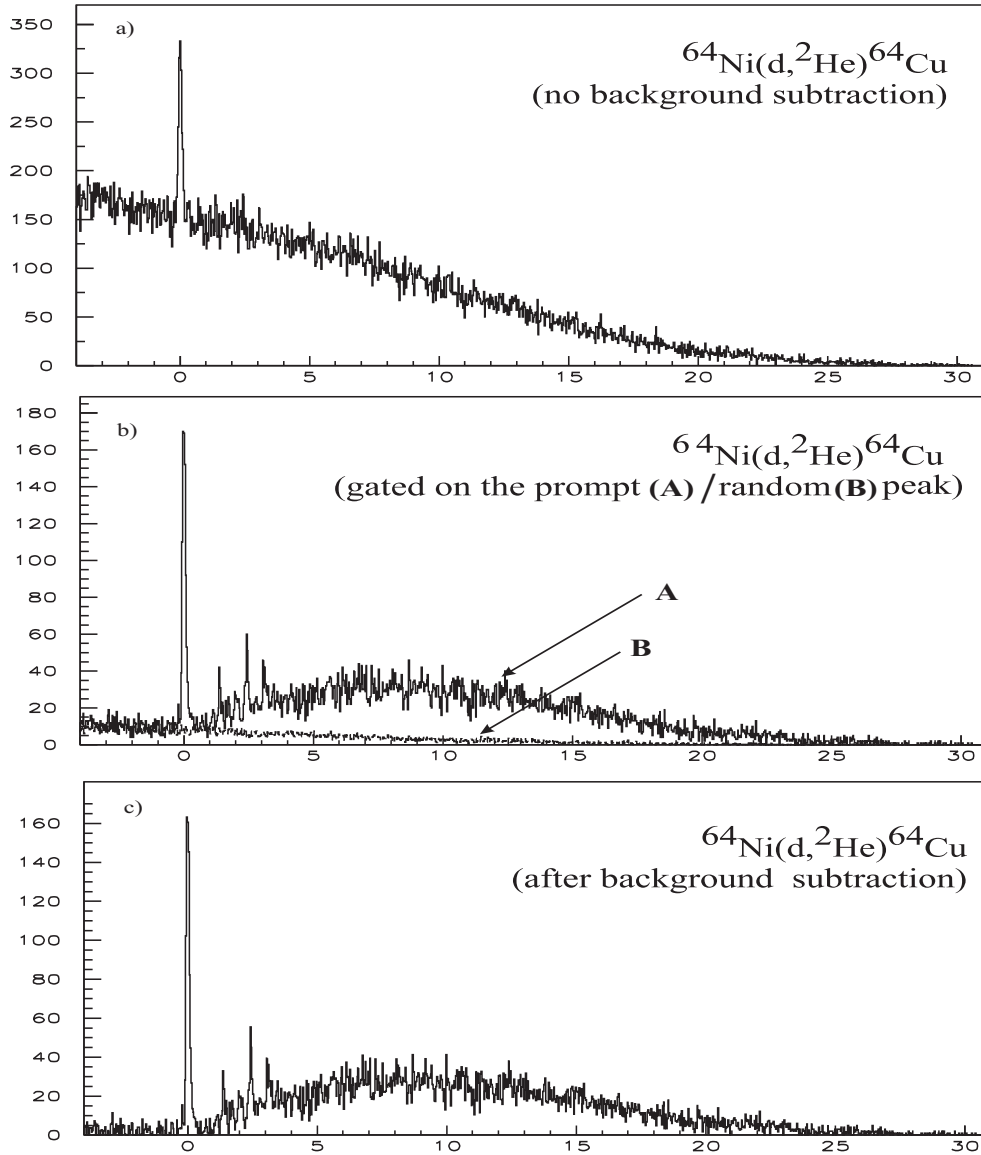 a)
⁶⁴Ni(d,²He)⁶⁴Cu
(no background subtraction)
350
300
250
200
150
100
50
0
0 5 10 15 20 25 30
b)
⁶⁴Ni(d,²He)⁶⁴Cu
(gated on the prompt (A) /random(B) peak)
180
160
140
120
100
80
60
40
20
0
A
B
0 5 10 15 20 25 30
c)
⁶⁴Ni(d,²He)⁶⁴Cu
(after background subtraction)
160
140
120
100
80
60
40
20
0
0 5 10 15 20 25 30